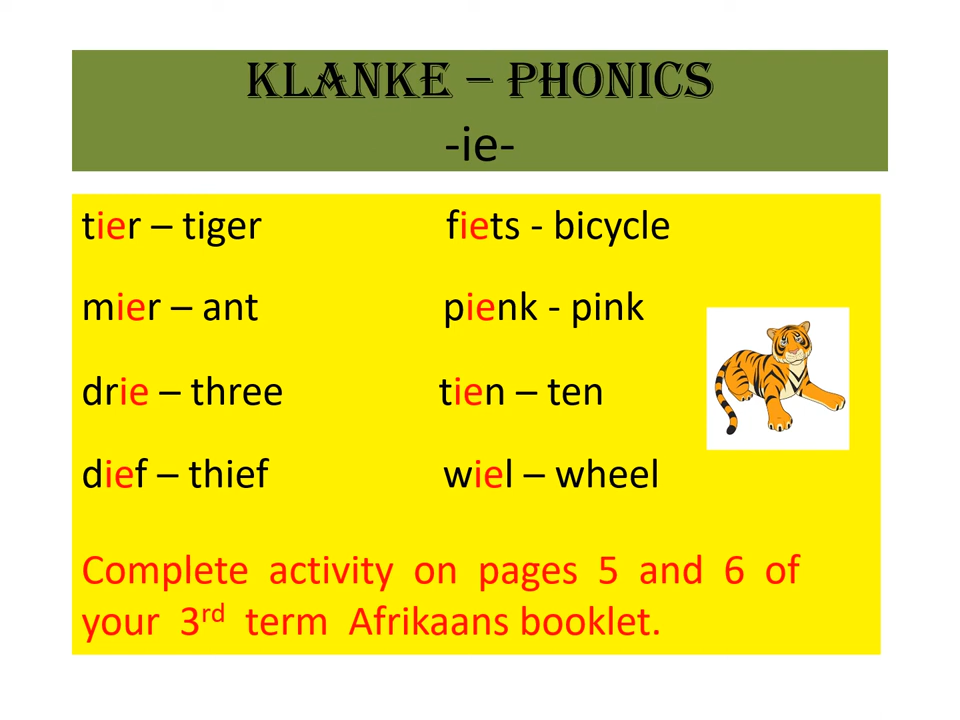 KLANKE – PHONICS
-ie-
tier – tiger fiets - bicycle
mier – ant pienk - pink
drie – three tien – ten
dief – thief wiel – wheel
Complete activity on pages 5 and 6 of
your 3rd term Afrikaans booklet.